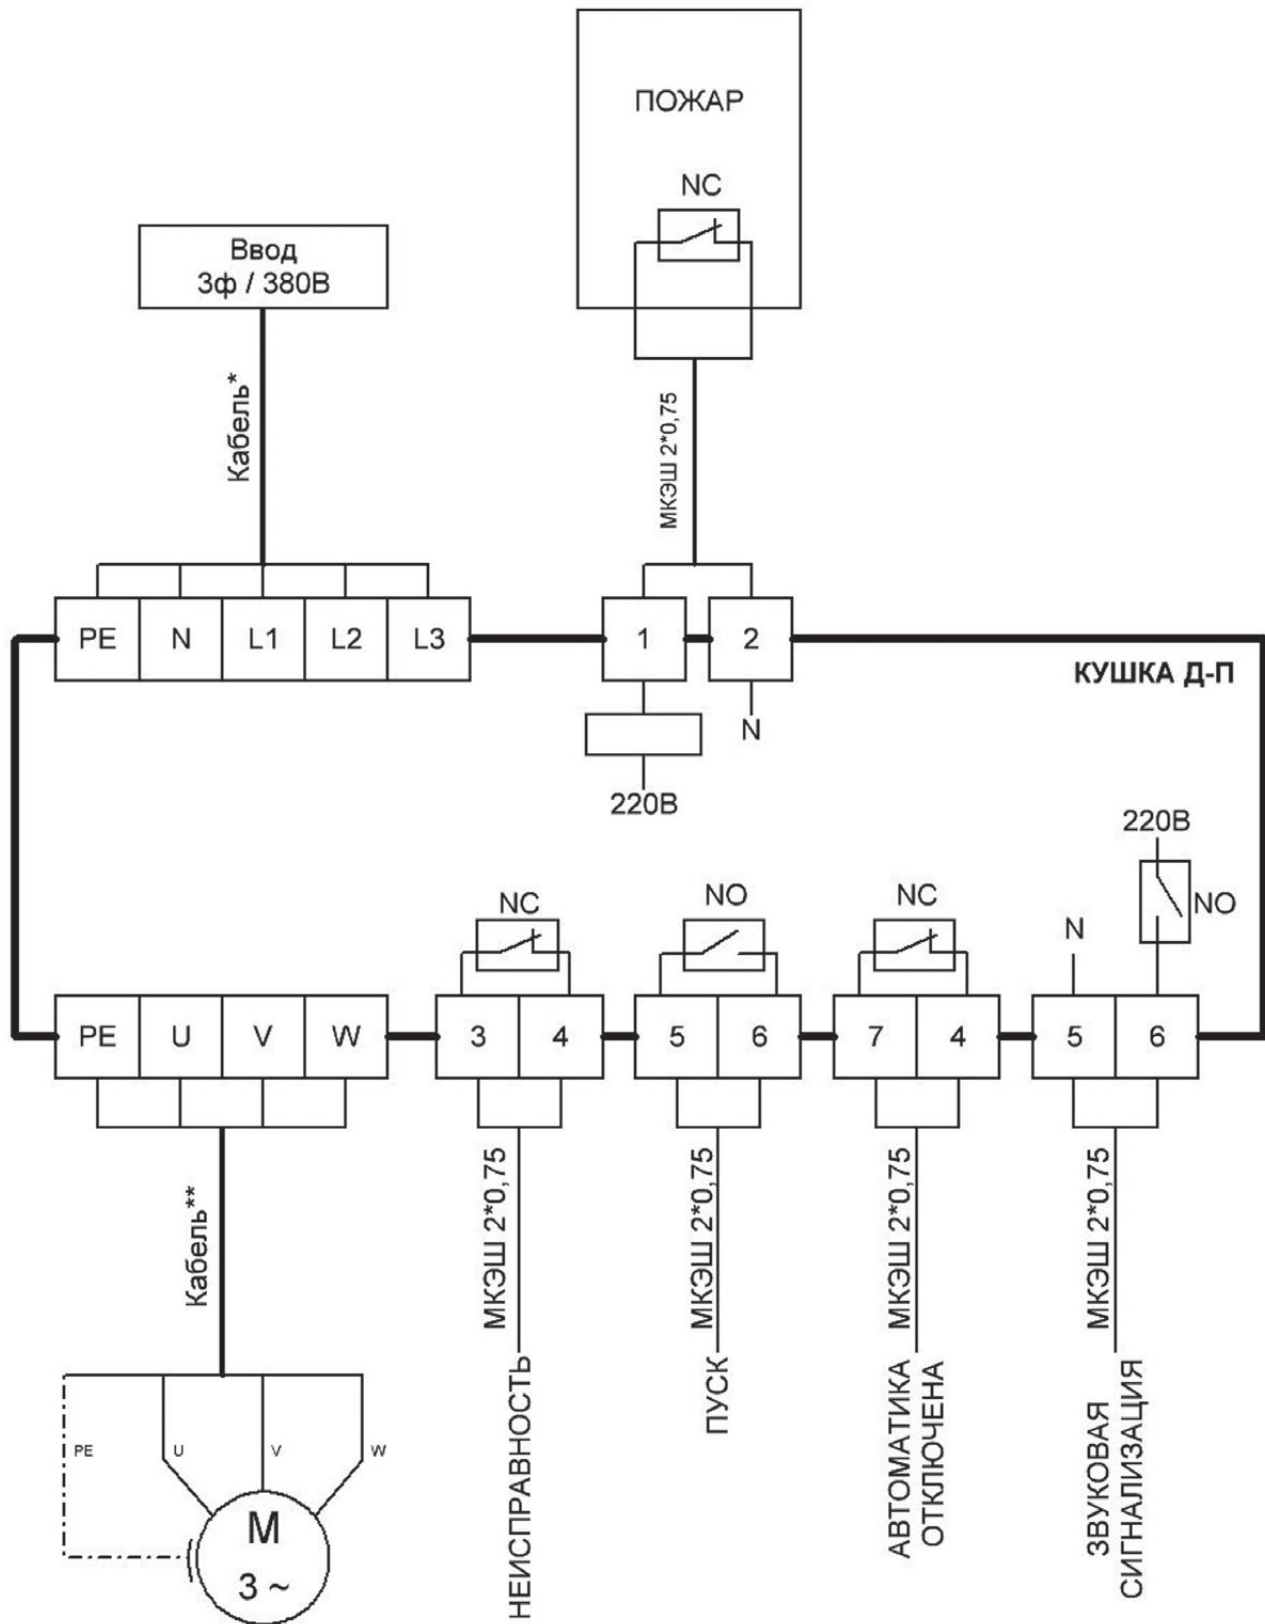 ПОЖАР
NC
Ввод
3ф / 380В
Кабель*
МКЭШ 2*0,75
PE N L1 L2 L3 1 2
КУШКА Д-П
N
220В
220В
NC NO NC NO
N
PE U V W 3 4 5 6 7 4 5 6
Кабель**
МКЭШ 2*0,75
МКЭШ 2*0,75
МКЭШ 2*0,75
МКЭШ 2*0,75
НЕИСПРАВНОСТЬ
ПУСК
АВТОМАТИКА
ОТКЛЮЧЕНА
ЗВУКОВАЯ
СИГНАЛИЗАЦИЯ
PE U V W
M
3 ~